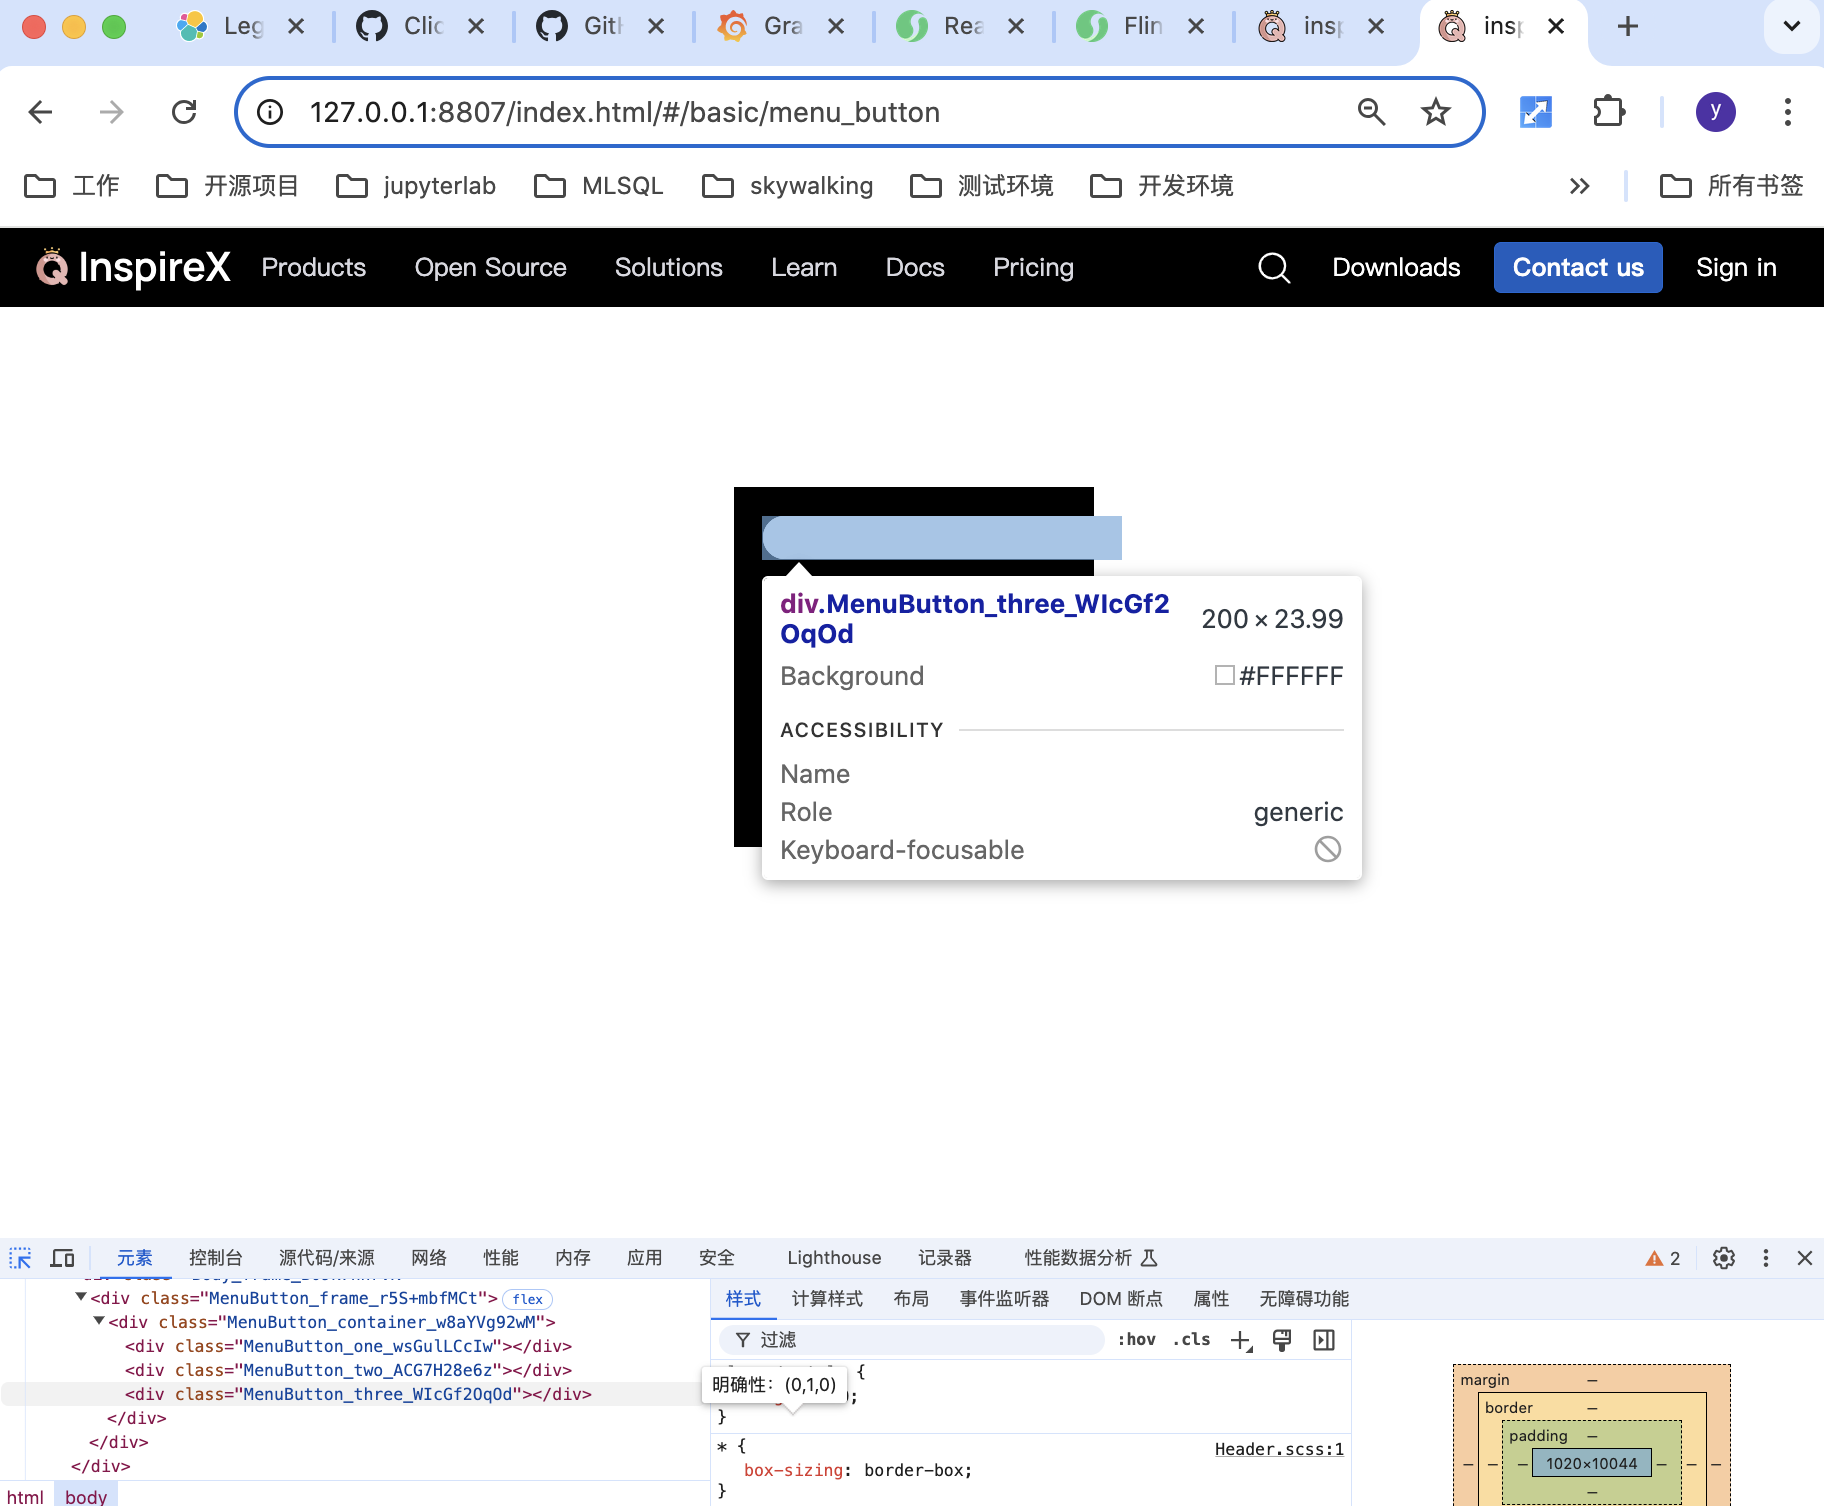 Leg
Clic
Git
Gra
Rea
Flin
insp
insp
127.0.0.1:8807/index.html/#/basic/menu_button
y
工作
开源项目
jupyterlab
MLSQL
skywalking
测试环境
开发环境
所有书签
InspireX
Products
Open Source
Solutions
Learn
Docs
Pricing
Downloads
Contact us
Sign in
div.MenuButton_three_WIcGf2
OqOd
200 × 23.99
Background
#FFFFFF
ACCESSIBILITY
Name
Role
generic
Keyboard-focusable
元素
控制台
源代码/来源
网络
性能
内存
应用
安全
Lighthouse
记录器
性能数据分析
2
<div class="MenuButton_frame_r5S+mbfMCt">
flex
<div class="MenuButton_container_w8aYVg92wM">
<div class="MenuButton_one_wsGulLCcIw"></div>
<div class="MenuButton_two_ACG7H28e6z"></div>
<div class="MenuButton_three_WIcGf2OqOd"></div>
</div>
</div>
</div>
html
body
样式
计算样式
布局
事件监听器
DOM 断点
属性
无障碍功能
过滤
:hov
.cls
{
明确性：(0,1,0)
;
}
* {
Header.scss:1
box-sizing: border-box;
}
margin
–
border
–
padding
–
– – – 1020×10044 – – –
–